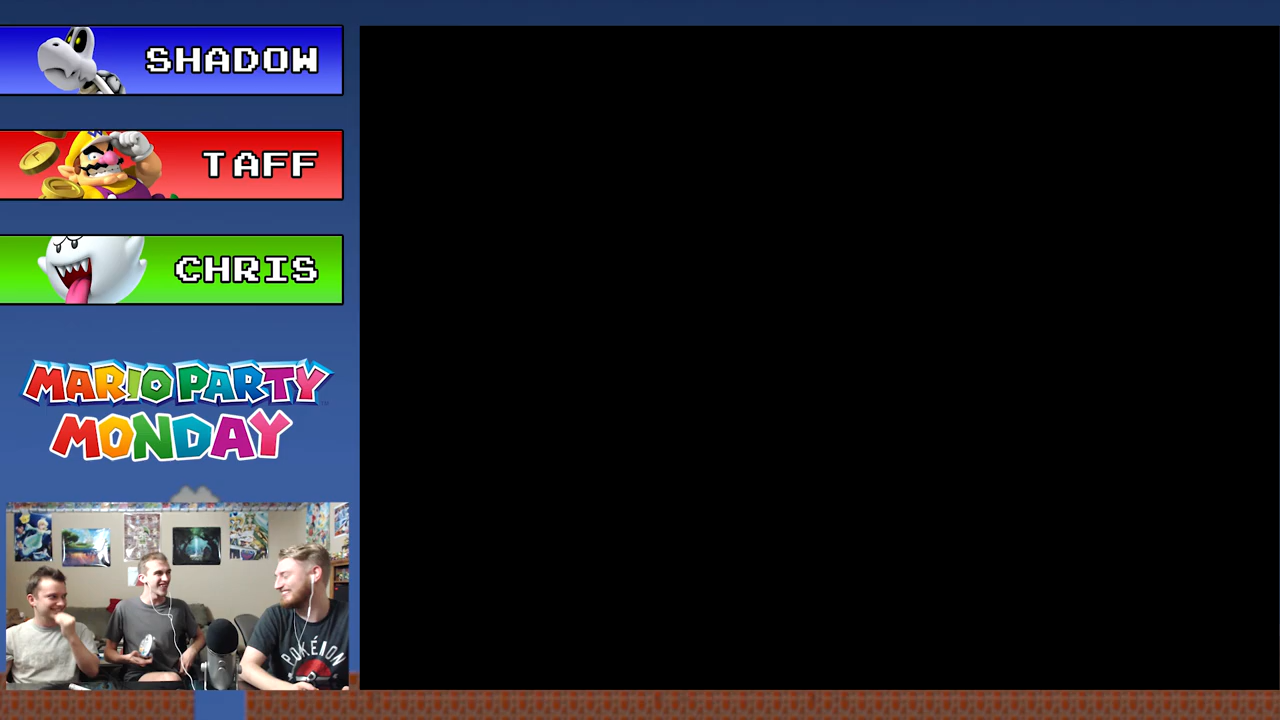 SHADOW
TAFF
CHRIS
MARIO PARTY
MONDAY
POKÉMON